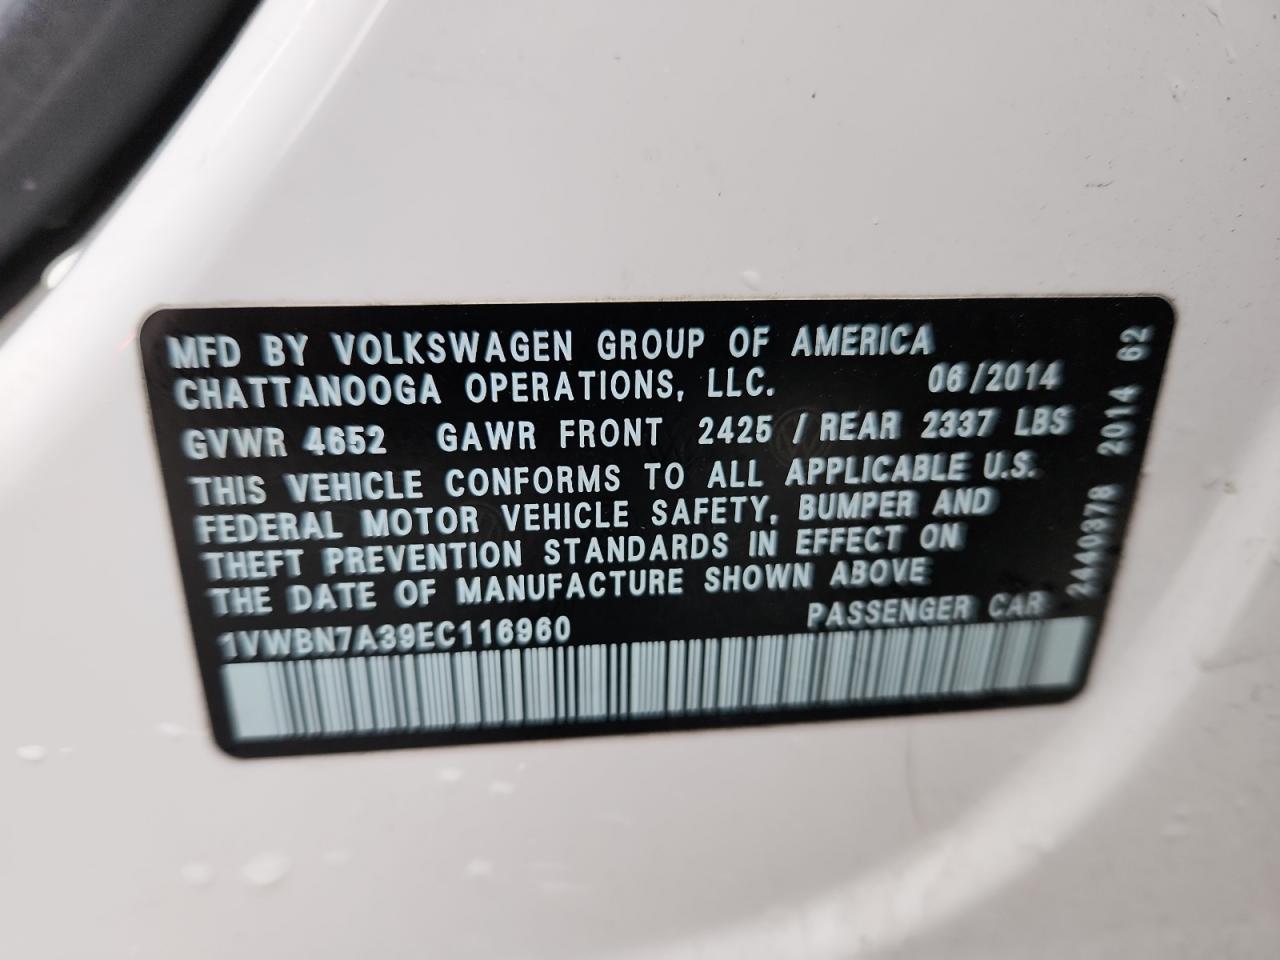 MFD BY VOLKSWAGEN GROUP OF AMERICA
CHATTANOOGA OPERATIONS, LLC. 06/2014
GVWR 4652 GAWR FRONT 2425 / REAR 2337 LBS
THIS VEHICLE CONFORMS TO ALL APPLICABLE U.S.
FEDERAL MOTOR VEHICLE SAFETY, BUMPER AND
THEFT PREVENTION STANDARDS IN EFFECT ON
THE DATE OF MANUFACTURE SHOWN ABOVE
1VWBN7A39EC116960 PASSENGER CAR
2440378 2014 62